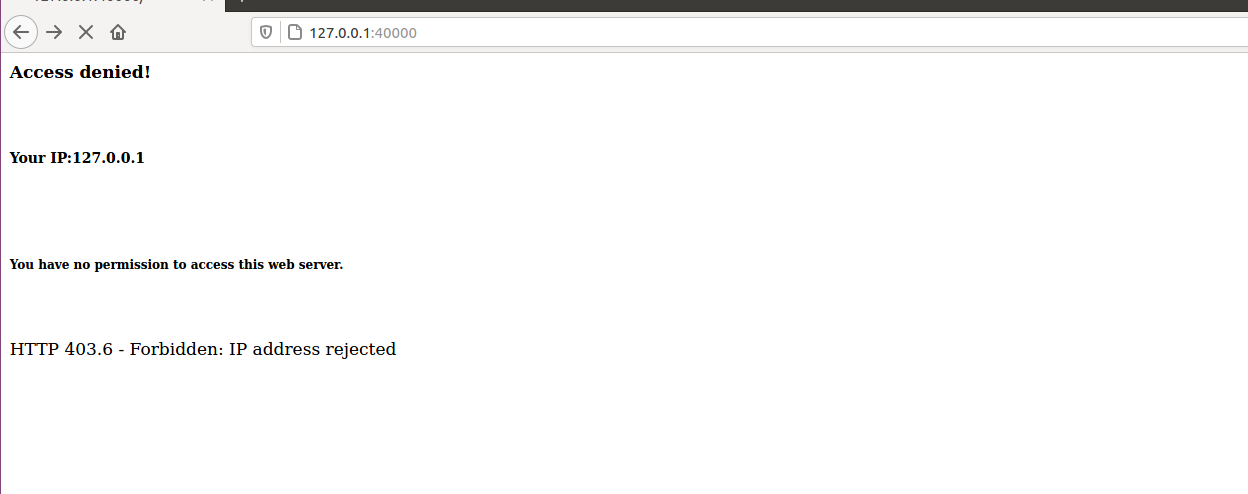 127.0.0.1:40000
Access denied!
Your IP:127.0.0.1
You have no permission to access this web server.
HTTP 403.6 - Forbidden: IP address rejected